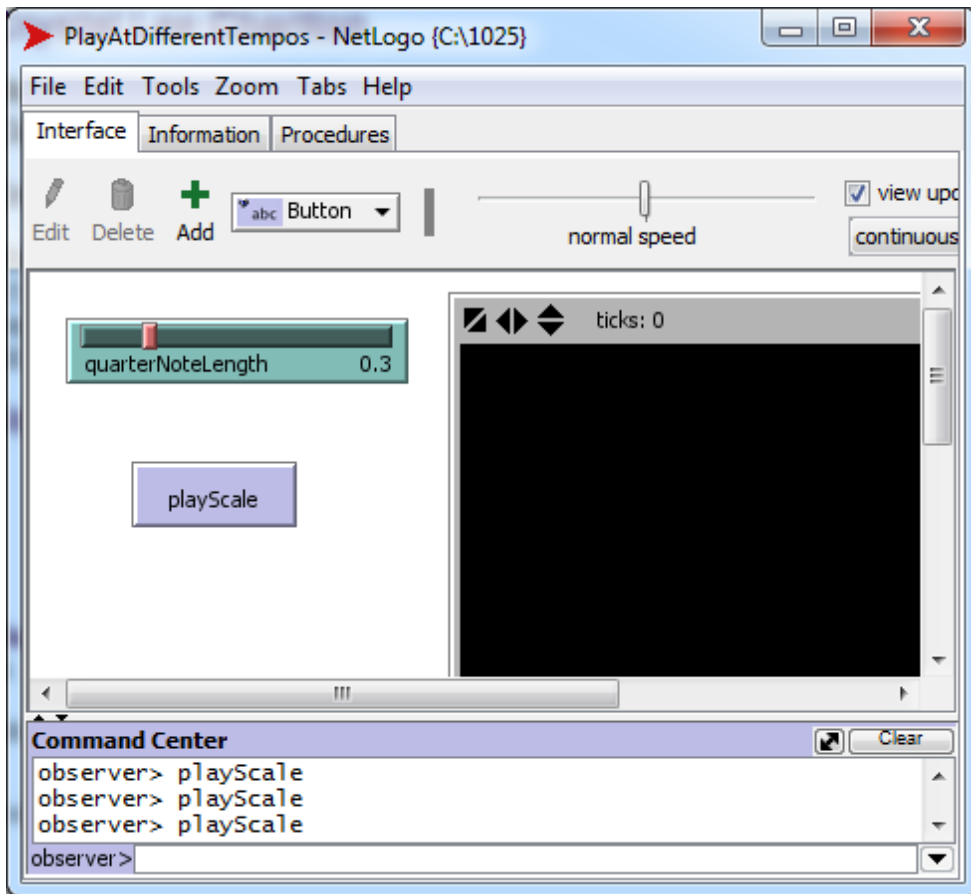 PlayAtDifferentTempos - NetLogo {C:\1025}
File Edit Tools Zoom Tabs Help
Interface Information Procedures
Edit Delete Add abc Button normal speed view upd
continuous
quarterNoteLength 0.3
ticks: 0
playScale
Command Center Clear
observer> playScale
observer> playScale
observer> playScale
observer>